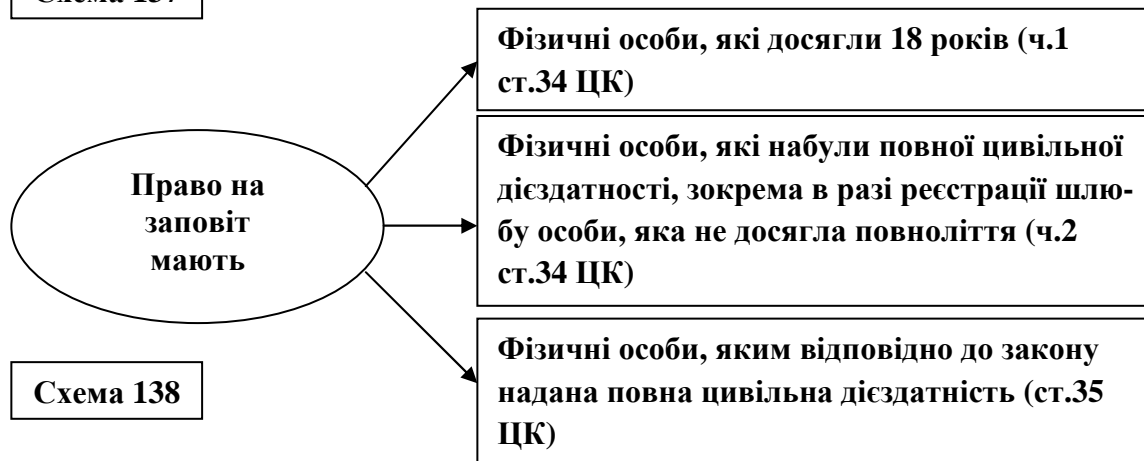 Фізичні особи, які досягли 18 років (ч.1
ст.34 ЦК)
Право на
заповіт
мають
Фізичні особи, які набули повної цивільної
дієздатності, зокрема в разі реєстрації шлю-
бу особи, яка не досягла повноліття (ч.2
ст.34 ЦК)
Фізичні особи, яким відповідно до закону
надана повна цивільна дієздатність (ст.35
ЦК)
Схема 138